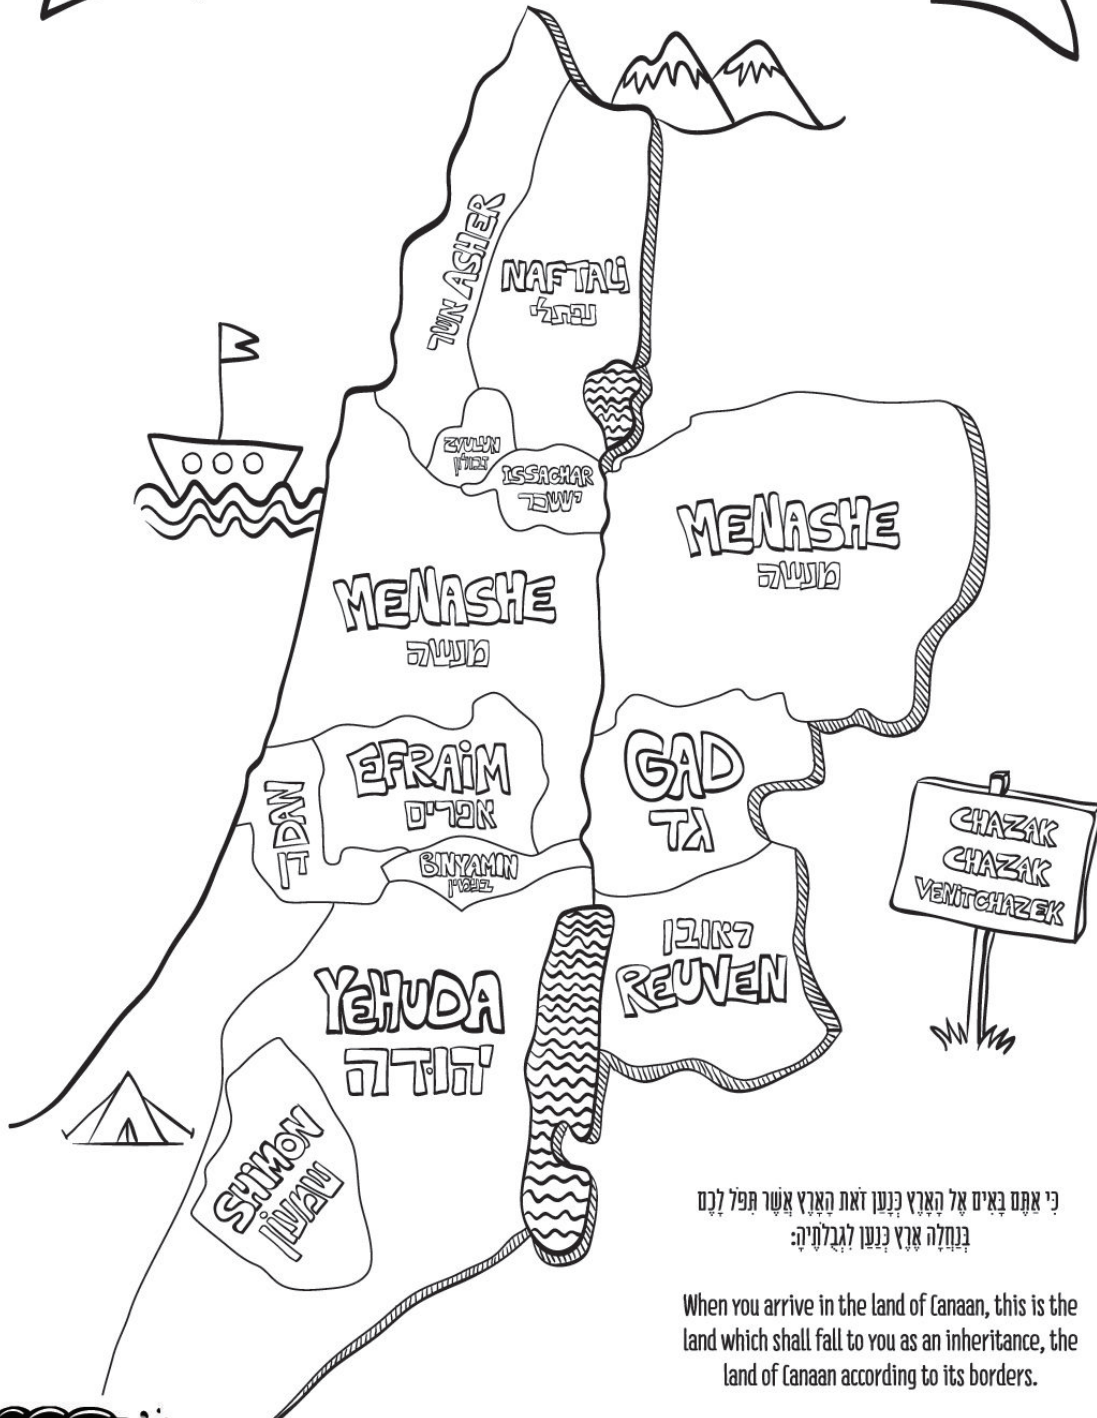 ASHER אשר
NAFTALi
נפתלי
ZVULUN
זבולון
ISSACHAR
יששכר
MENASHE
מנשה
MENASHE
מנשה
EFRAiM
אפרים
GAD
גד
DAN דן
BINYAMIN
בנימין
CHAZAK
CHAZAK
VENiTCHAZEK
ראובן
REUVEN
YEHUDA
יהודה
SHiMON
שמעון
כִּי אַתֶּם בָּאִים אֶל הָאָרֶץ כְּנָעַן זֹאת הָאָרֶץ אֲשֶׁר תִּפֹּל לָכֶם
בְּנַחֲלָה אֶרֶץ כְּנַעַן לִגְבֻלֹתֶיהָ:
When you arrive in the land of Canaan, this is the
land which shall fall to you as an inheritance, the
land of Canaan according to its borders.